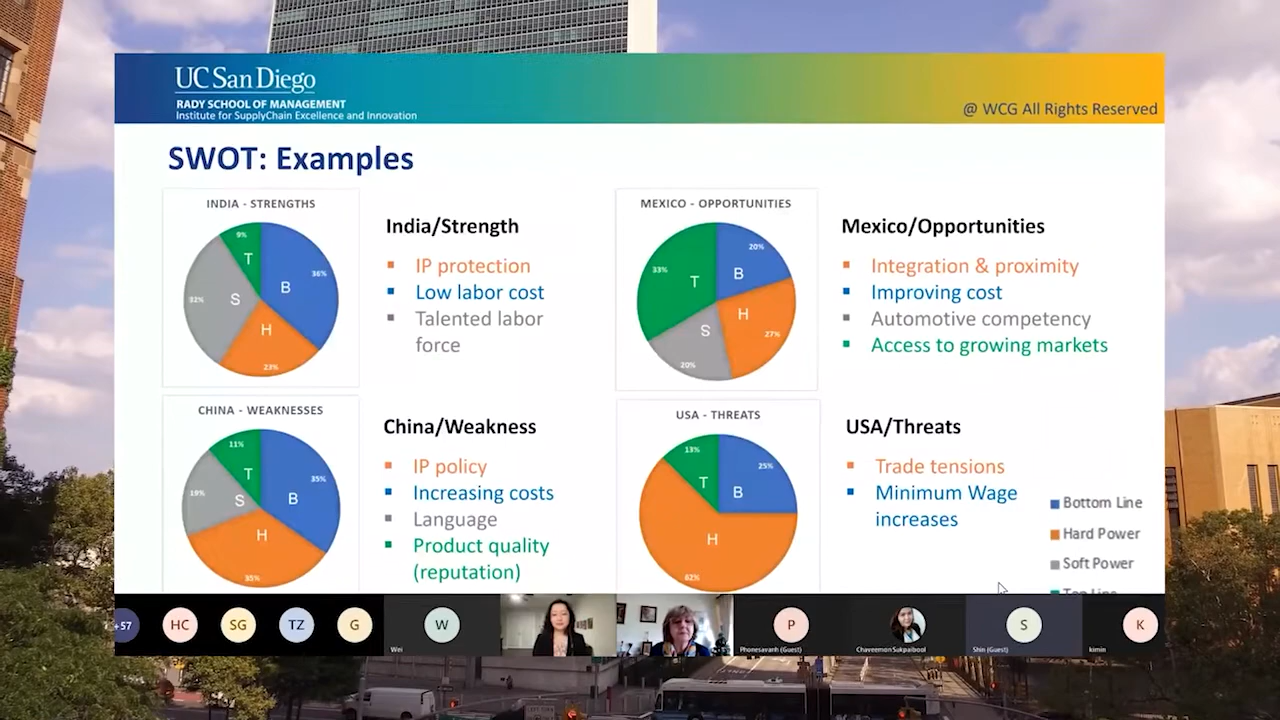 UC San Diego
RADY SCHOOL OF MANAGEMENT
Institute for SupplyChain Excellence and Innovation
@ WCG All Rights Reserved
SWOT: Examples
INDIA - STRENGTHS
9%
T
36%
B
32%
S
H
23%
India/Strength
IP protection
Low labor cost
Talented labor
force
MEXICO - OPPORTUNITIES
20%
33%
B
T
H
S
27%
20%
Mexico/Opportunities
Integration & proximity
Improving cost
Automotive competency
Access to growing markets
CHINA - WEAKNESSES
11%
T
35%
19%
S
B
H
35%
China/Weakness
IP policy
Increasing costs
Language
Product quality
(reputation)
USA - THREATS
13%
25%
T
B
H
62%
USA/Threats
Trade tensions
Minimum Wage
increases
Bottom Line
Hard Power
Soft Power
Top Line
+57
HC
SG
TZ
G
W
Wei
P
Phonesavanh (Guest)
Chaveemon Sukpaibool
S
Shin (Guest)
K
kimin